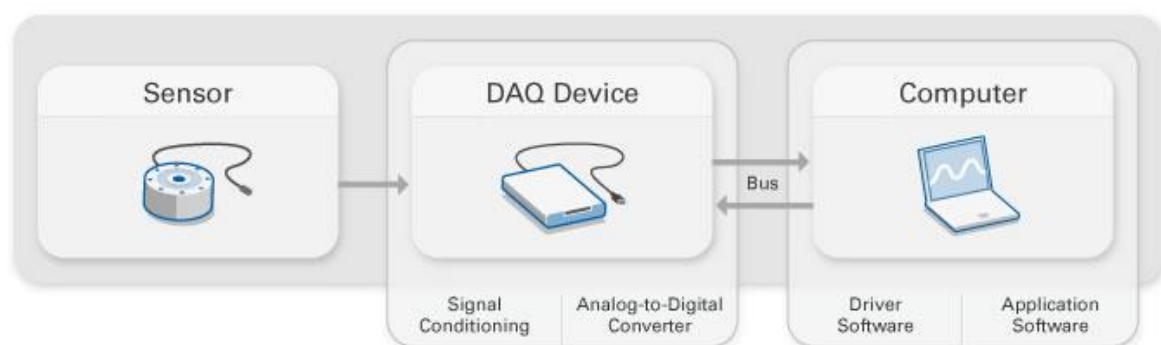 Sensor
DAQ Device
Computer
Bus
Signal
Conditioning
Analog-to-Digital
Converter
Driver
Software
Application
Software